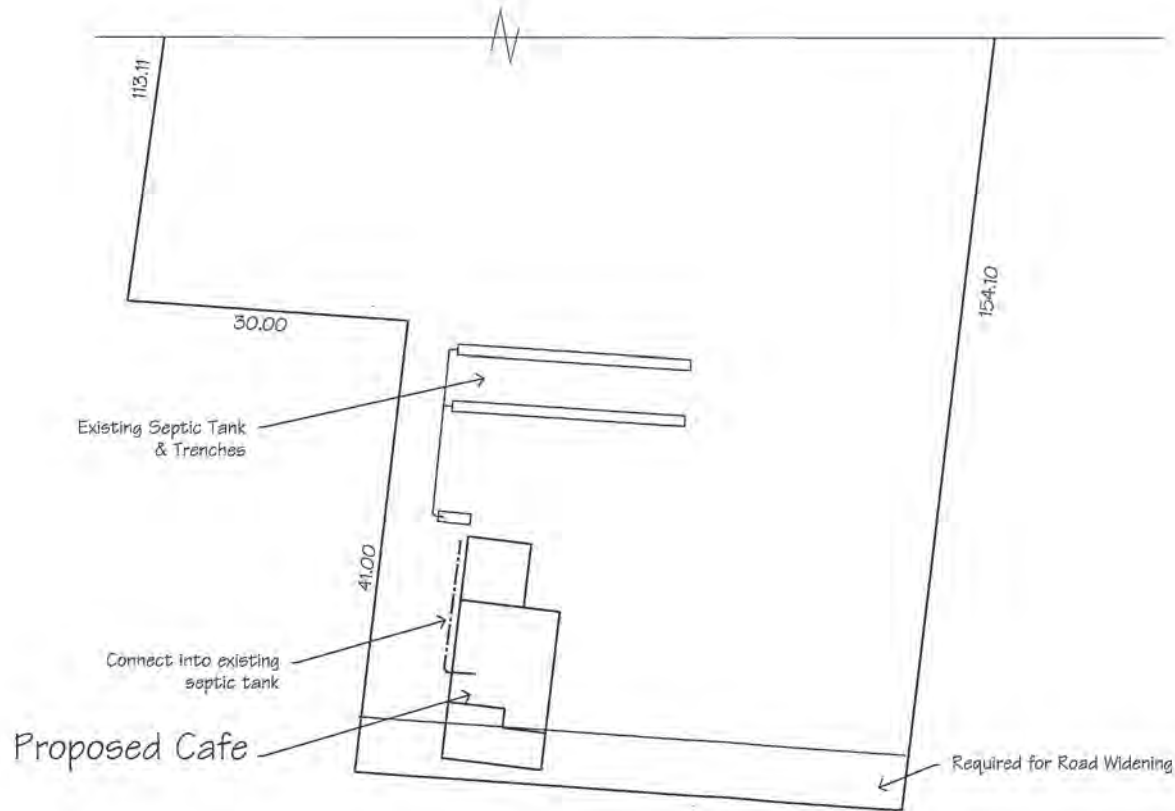 113.11
30.00
154.10
Existing Septic Tank
& Trenches
41.00
Connect into existing
septic tank
Proposed Cafe
Required for Road Widening